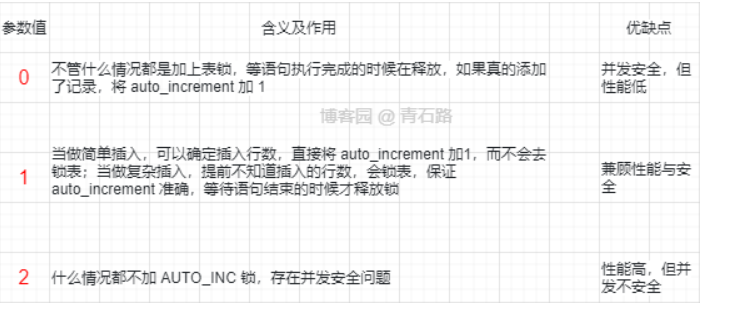 参数值 含义及作用 优缺点
0 不管什么情况都是加上表锁，等语句执行完成的时候在释放，如果真的添加 并发安全，但
了记录，将 auto_increment 加 1 性能低
博客园 @ 青石路
当做简单插入，可以确定插入行数，直接将 auto_increment 加1，而不会去
1 锁表；当做复杂插入，提前不知道插入的行数，会锁表，保证 兼顾性能与安
auto_increment 准确，等待语句结束的时候才释放锁 全
2 什么情况都不加 AUTO_INC 锁，存在并发安全问题 性能高，但并
发不安全